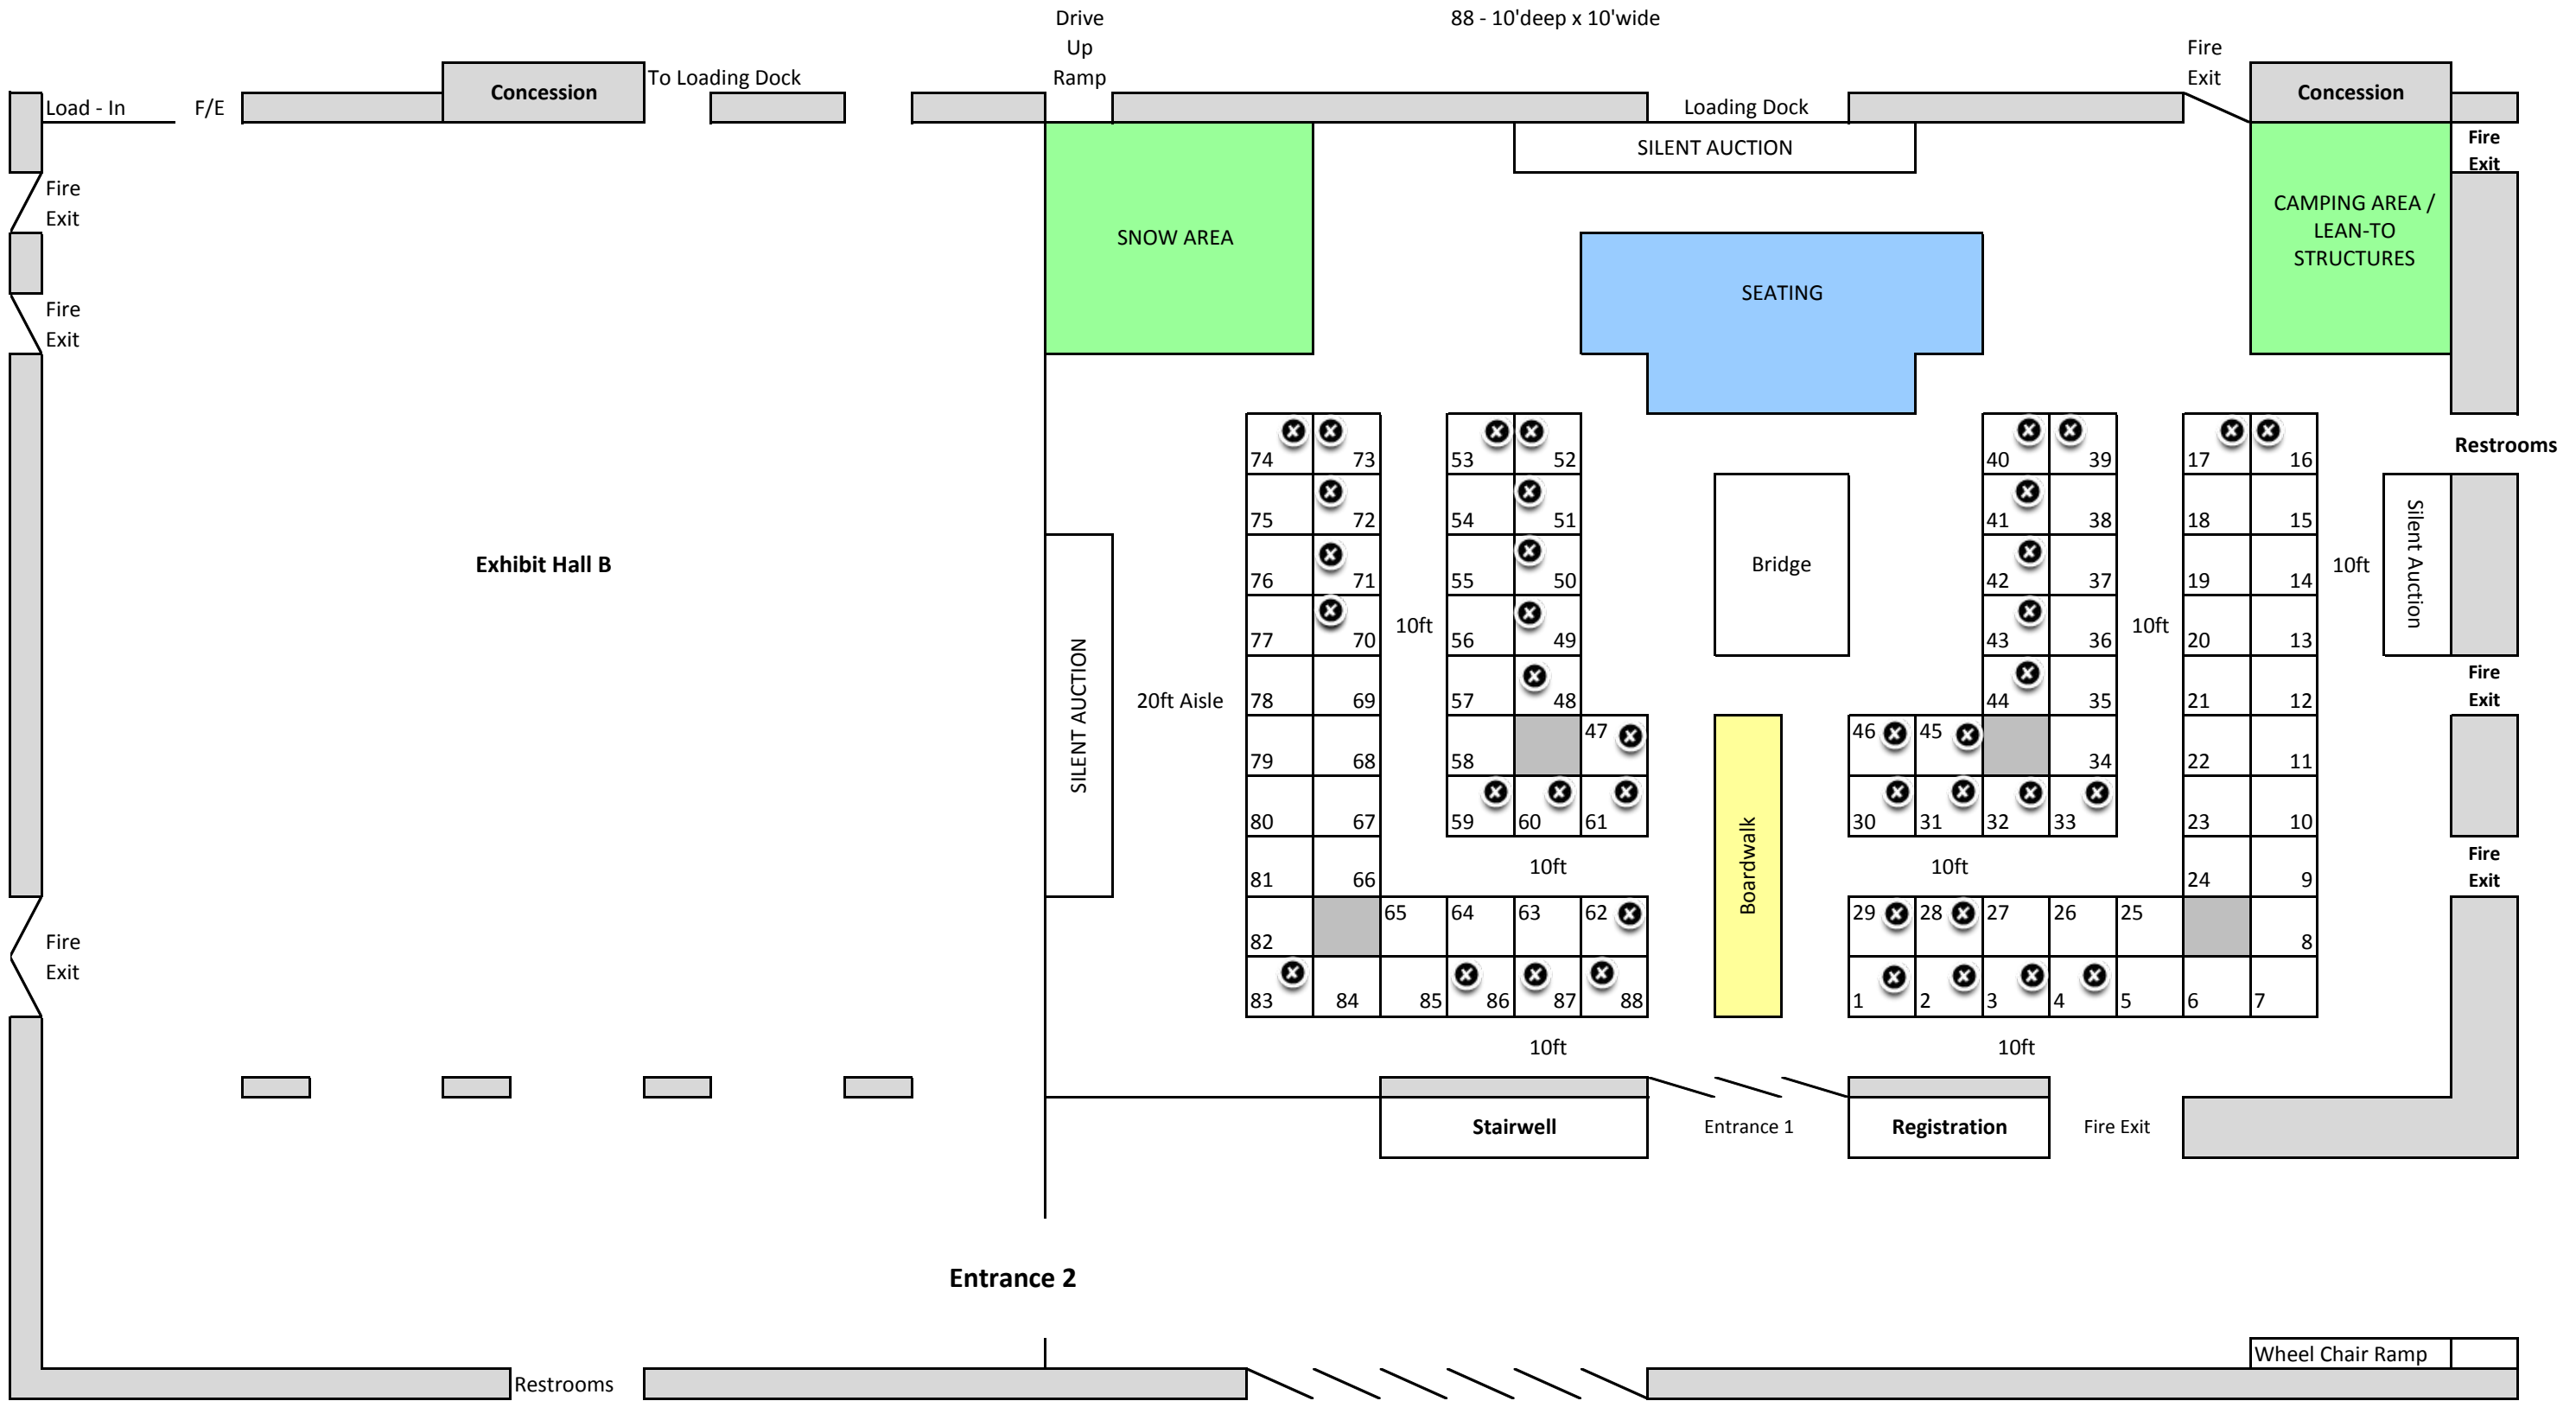 Drive
Up
Ramp
88 - 10'deep x 10'wide
Fire
Exit
Load - In
F/E
Concession
To Loading Dock
Loading Dock
Concession
SILENT AUCTION
Fire
Exit
Fire
Exit
SNOW AREA
CAMPING AREA /
LEAN-TO
STRUCTURES
SEATING
Fire
Exit
Restrooms
74 73 53 52 40 39 17 16
75 72 54 51 41 38 18 15
Silent Auction
Exhibit Hall B
Bridge
10ft
76 71 55 50 42 37 19 14
10ft
10ft
77 70 56 49 43 36 20 13
SILENT AUCTION
20ft Aisle
78 69 57 48 44 35 21 12
Fire
Exit
47 46 45
79 68 58 34 22 11
80 67 59 60 61 30 31 32 33 23 10
Boardwalk
10ft
10ft
81 66 24 9
Fire
Exit
65 64 63 62 29 28 27 26 25
82 8
Fire
Exit
83 84 85 86 87 88 1 2 3 4 5 6 7
10ft
10ft
Stairwell
Entrance 1
Registration
Fire Exit
Entrance 2
Wheel Chair Ramp
Restrooms